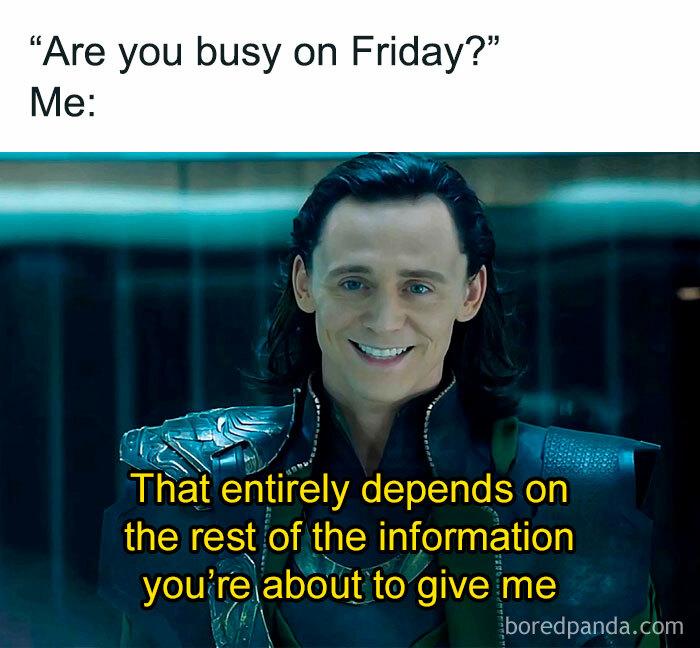 “Are you busy on Friday?”
Me:
That entirely depends on
the rest of the information
you’re about to give me
boredpanda.com